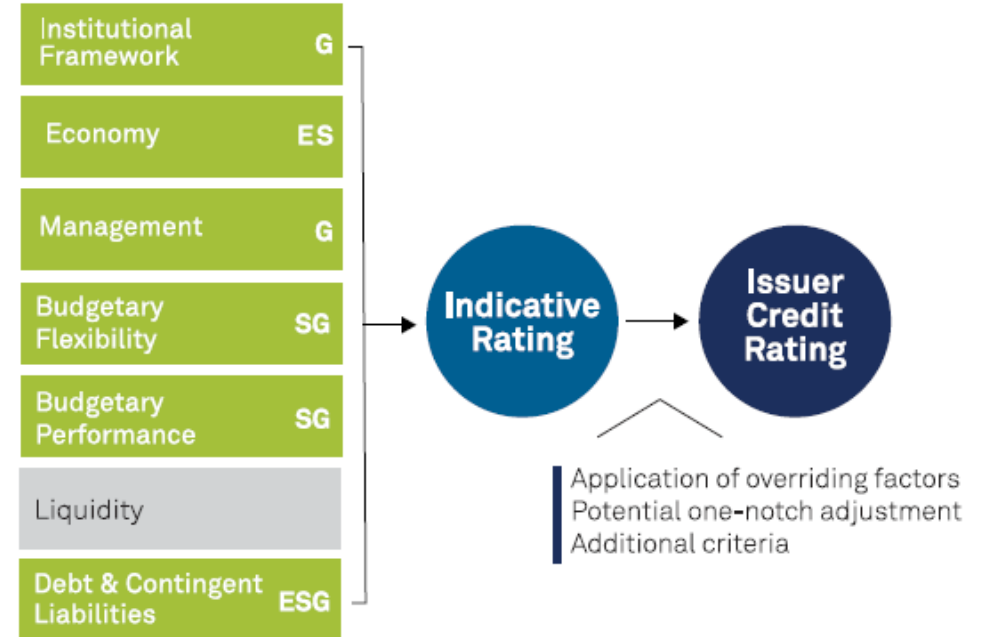 Institutional
Framework
G
Economy
ES
Management
G
Budgetary
Flexibility
SG
Budgetary
Performance
SG
Liquidity
Debt & Contingent
Liabilities
ESG
Indicative
Rating
Issuer
Credit
Rating
Application of overriding factors
Potential one-notch adjustment
Additional criteria